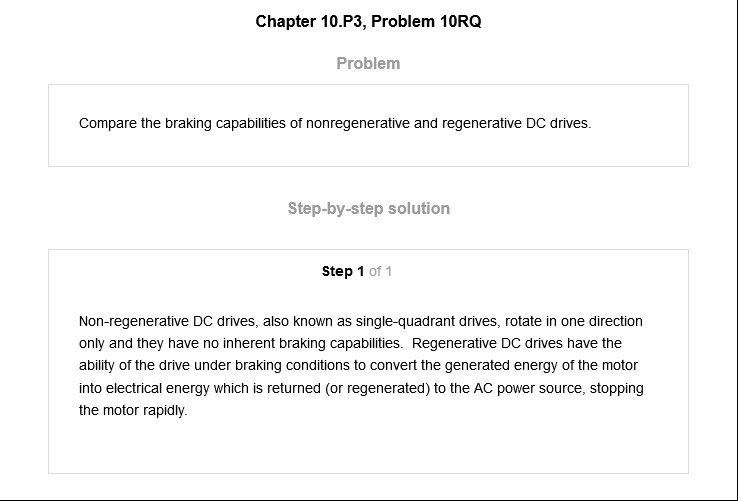 Chapter 10.P3, Problem 10RQ
Problem
Compare the braking capabilities of nonregenerative and regenerative DC drives.
Step-by-step solution
Step 1 of 1
Non-regenerative DC drives, also known as single-quadrant drives, rotate in one direction
only and they have no inherent braking capabilities.  Regenerative DC drives have the
ability of the drive under braking conditions to convert the generated energy of the motor
into electrical energy which is returned (or regenerated) to the AC power source, stopping
the motor rapidly.